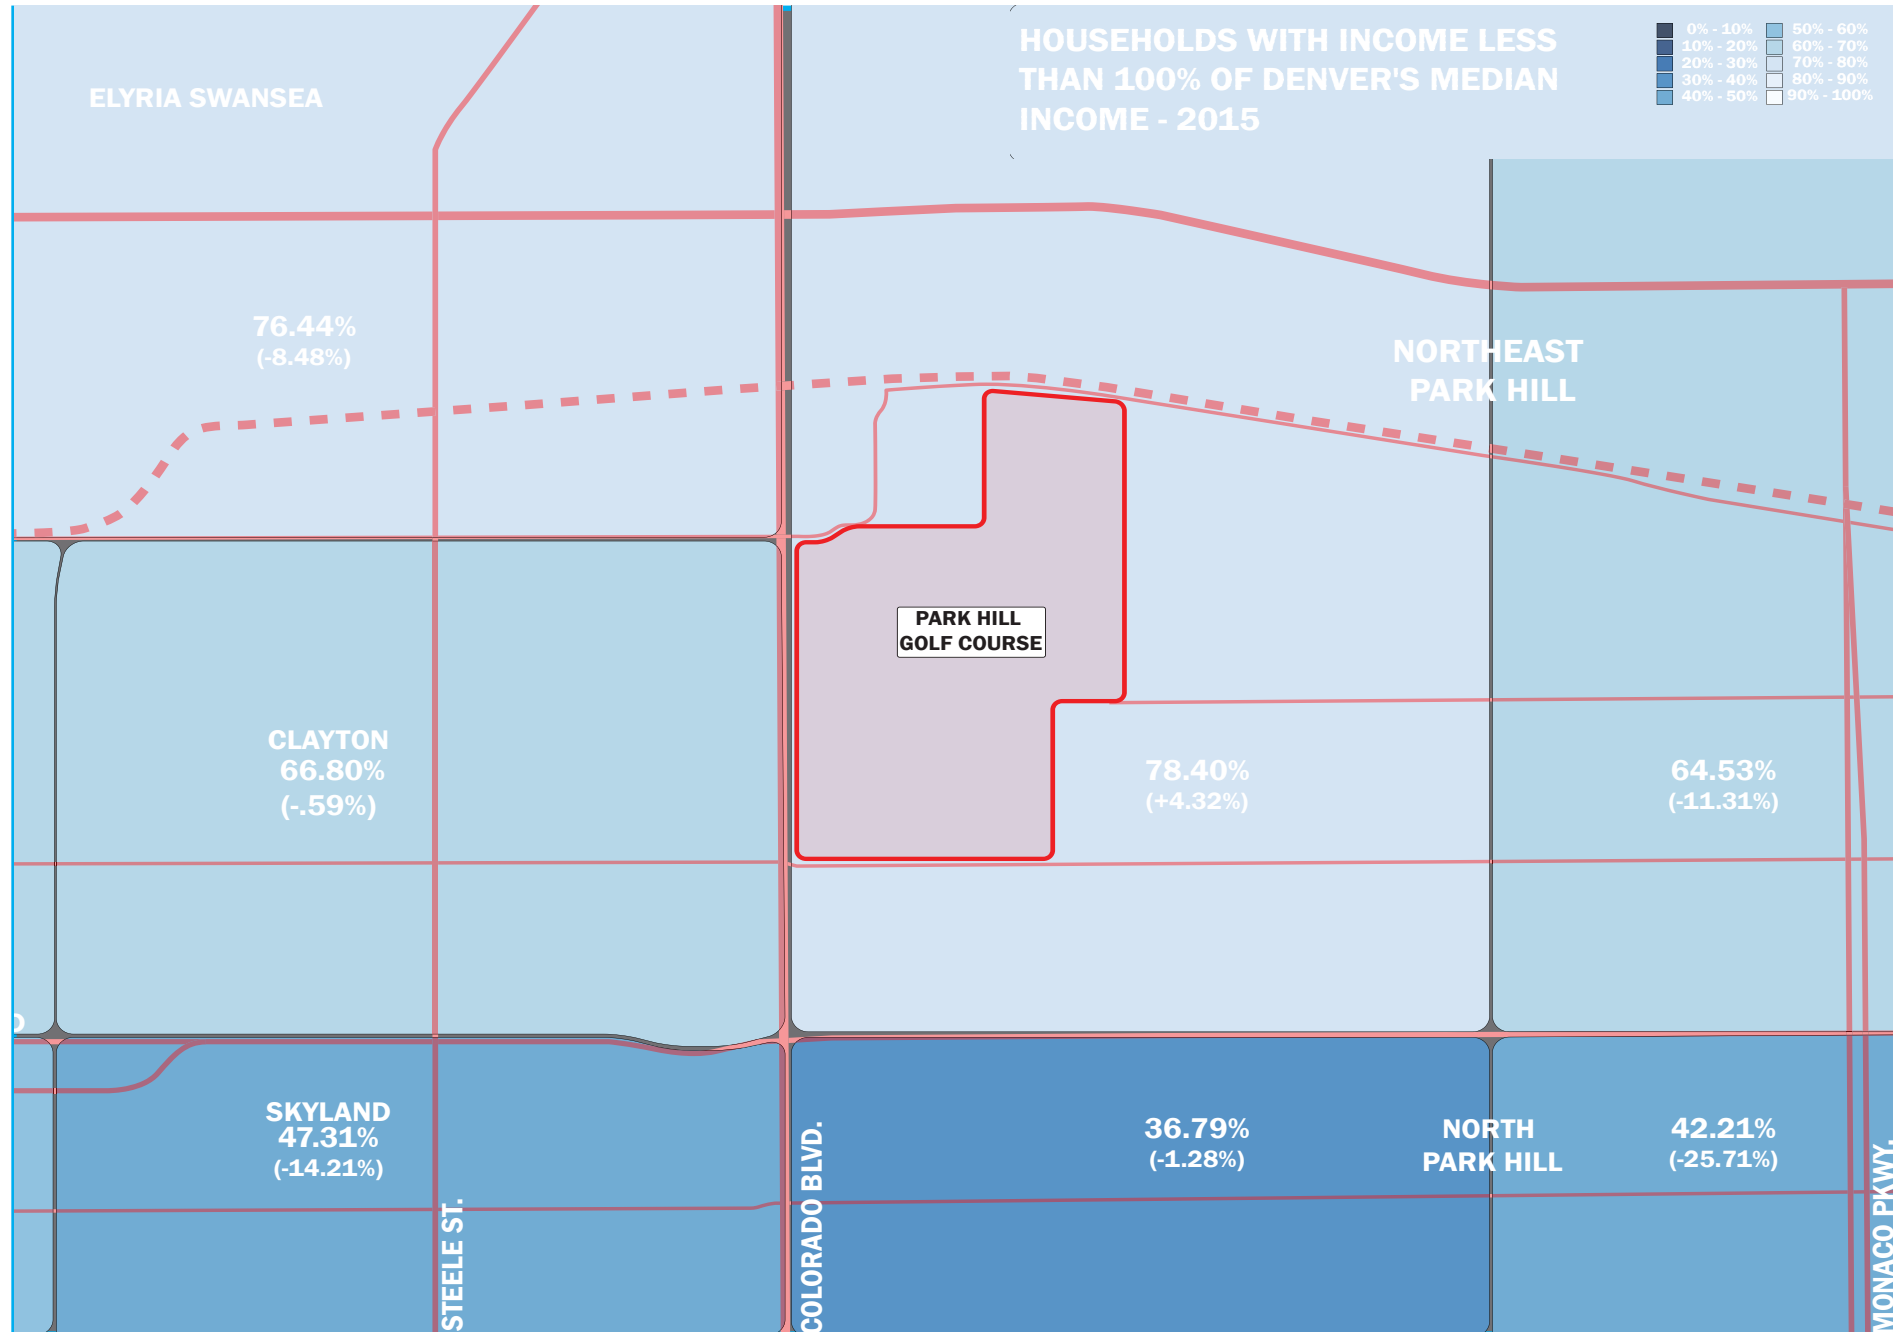 HOUSEHOLDS WITH INCOME LESS
THAN 100% OF DENVER'S MEDIAN
INCOME - 2015
0% - 10%
10% - 20%
20% - 30%
30% - 40%
40% - 50%
50% - 60%
60% - 70%
70% - 80%
80% - 90%
90% - 100%
ELYRIA SWANSEA
76.44%
(-8.48%)
NORTHEAST
PARK HILL
PARK HILL
GOLF COURSE
CLAYTON
66.80%
(-.59%)
78.40%
(+4.32%)
64.53%
(-11.31%)
SKYLAND
47.31%
(-14.21%)
36.79%
(-1.28%)
NORTH
PARK HILL
42.21%
(-25.71%)
STEELE ST.
COLORADO BLVD.
MONACO PKWY.